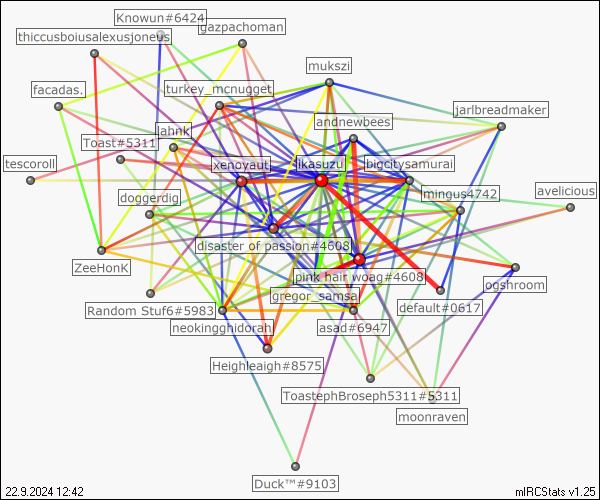 Knowun#6424
gazpachoman
thiccusboiusalexusjoneus
mukszi
facadas.
turkey_mcnugget
jarlbreadmaker
andnewbees
Jahnk
Toast#5311
tescoroll
xenoyaut
ikasuzu
bigcitysamurai
doggerdig
mingus4742
avelicious
disaster of passion#4608
ZeeHonK
pink hair woag#4608
ogshroom
gregor_samsa
default#0617
Random Stuf6#5983
neokingghidorah
asad#6947
Heighleigh#8575
ToastephBroseph5311#5311
moonraven
Duck™#9103
22.9.2024 12:42
mIRCStats v1.25